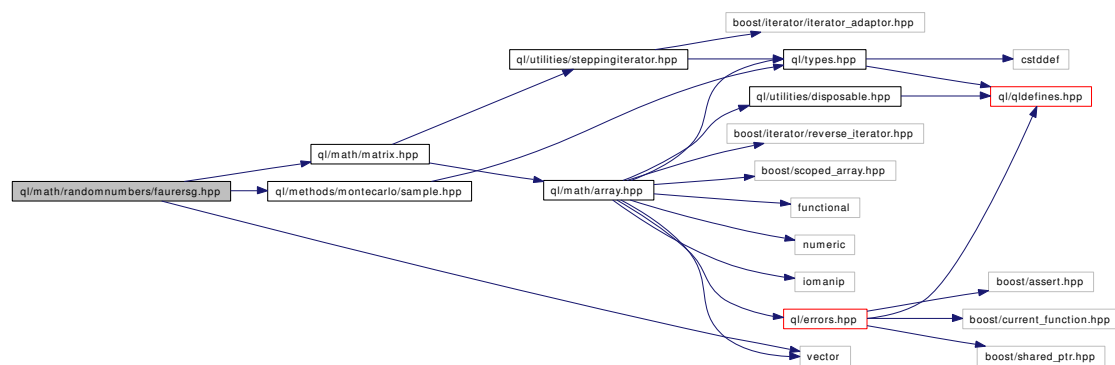 boost/iterator/iterator_adaptor.hpp
ql/utilities/steppingiterator.hpp
ql/types.hpp
cstddef
ql/utilities/disposable.hpp
ql/qldefines.hpp
boost/iterator/reverse_iterator.hpp
ql/math/matrix.hpp
boost/scoped_array.hpp
ql/math/randomnumbers/faurersg.hpp
ql/methods/montecarlo/sample.hpp
ql/math/array.hpp
functional
numeric
iomanip
boost/assert.hpp
ql/errors.hpp
boost/current_function.hpp
vector
boost/shared_ptr.hpp